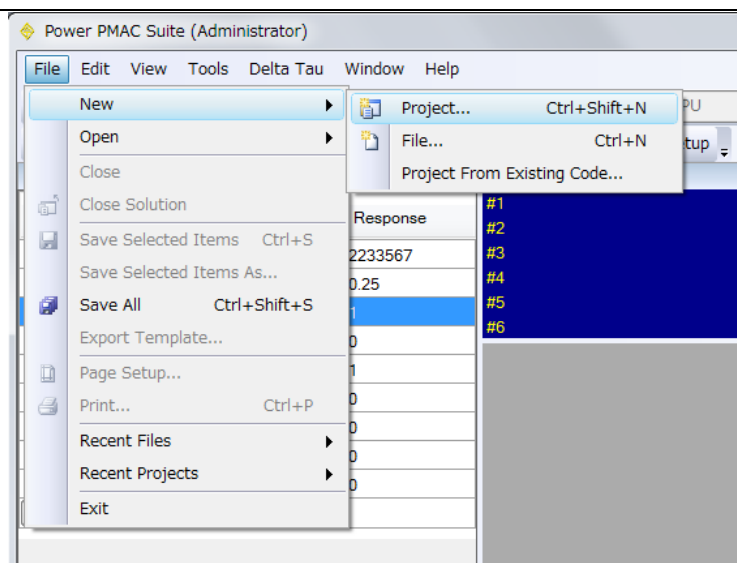 Power PMAC Suite (Administrator)
File Edit View Tools Delta Tau Window Help
New
Project... Ctrl+Shift+N
PU
Open
File... Ctrl+N
tup
Close
Project From Existing Code...
Close Solution
Response
#1
#2
Save Selected Items Ctrl+S
2233567
#3
Save Selected Items As...
0.25
#4
Save All Ctrl+Shift+S
1
#5
Export Template...
0
#6
Page Setup...
1
Print... Ctrl+P
0
Recent Files
0
Recent Projects
0
0
Exit